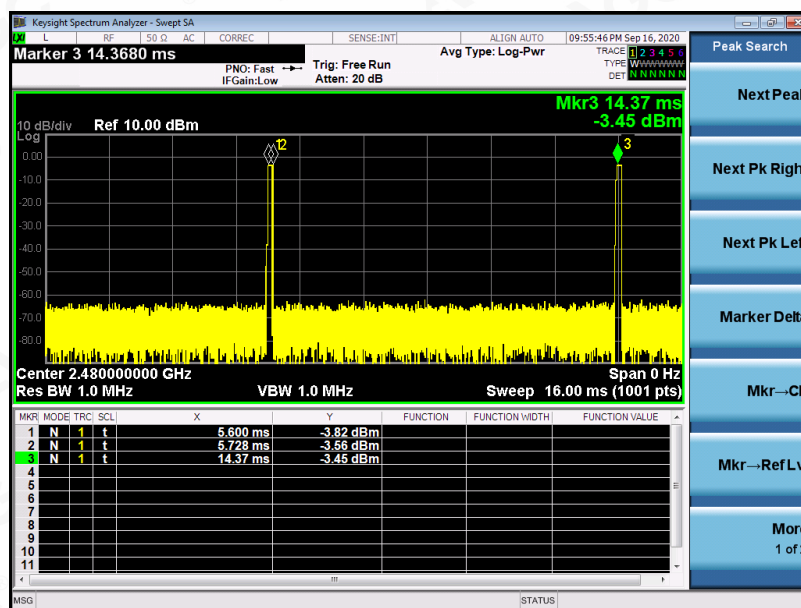 Keysight Spectrum Analyzer - Swept SA
LXI L RF 50 Ω AC CORREC SENSE:INT ALIGN AUTO 09:55:46 PM Sep 16, 2020
Marker 3 14.3680 ms
PNO: Fast
IFGain:Low
Trig: Free Run
Atten: 20 dB
Avg Type: Log-Pwr
TRACE 1 2 3 4 5 6
TYPE W
DET N N N N N N
Mkr3 14.37 ms
-3.45 dBm
10 dB/div Ref 10.00 dBm
Log
12
3
0.00
-10.0
-20.0
-30.0
-40.0
-50.0
-60.0
-70.0
-80.0
Center 2.480000000 GHz Span 0 Hz
Res BW 1.0 MHz VBW 1.0 MHz Sweep 16.00 ms (1001 pts)
MKR MODE TRC SCL X Y FUNCTION FUNCTION WIDTH FUNCTION VALUE
1 N 1 t 5.600 ms -3.82 dBm
2 N 1 t 5.728 ms -3.56 dBm
3 N 1 t 14.37 ms -3.45 dBm
4
5
6
7
8
9
10
11
MSG STATUS
Peak Search
Next Peak
Next Pk Righ
Next Pk Lef
Marker Delta
Mkr→C
Mkr→Ref Lv
More
1 of